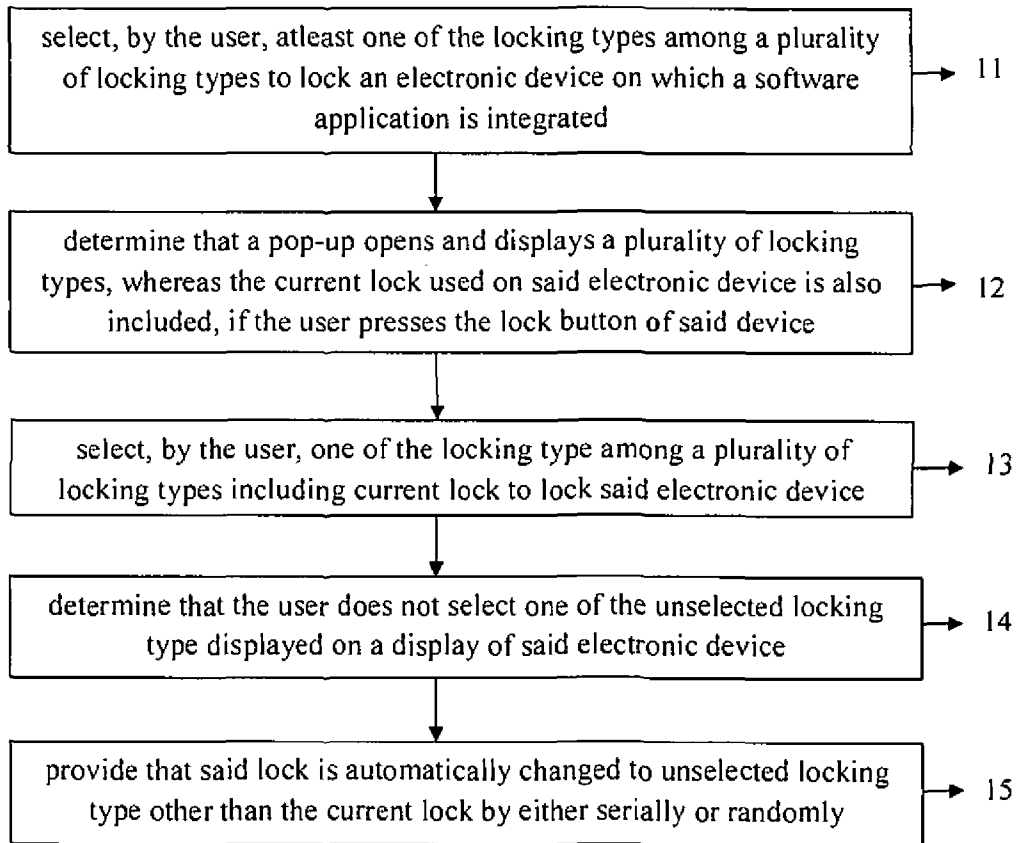 select, by the user, atleast one of the locking types among a plurality
of locking types to lock an electronic device on which a software
application is integrated
11
determine that a pop-up opens and displays a plurality of locking
types, whereas the current lock used on said electronic device is also
included, if the user presses the lock button of said device
12
select, by the user, one of the locking type among a plurality of
locking types including current lock to lock said electronic device
13
determine that the user does not select one of the unselected locking
type displayed on a display of said electronic device
14
provide that said lock is automatically changed to unselected locking
type other than the current lock by either serially or randomly
15